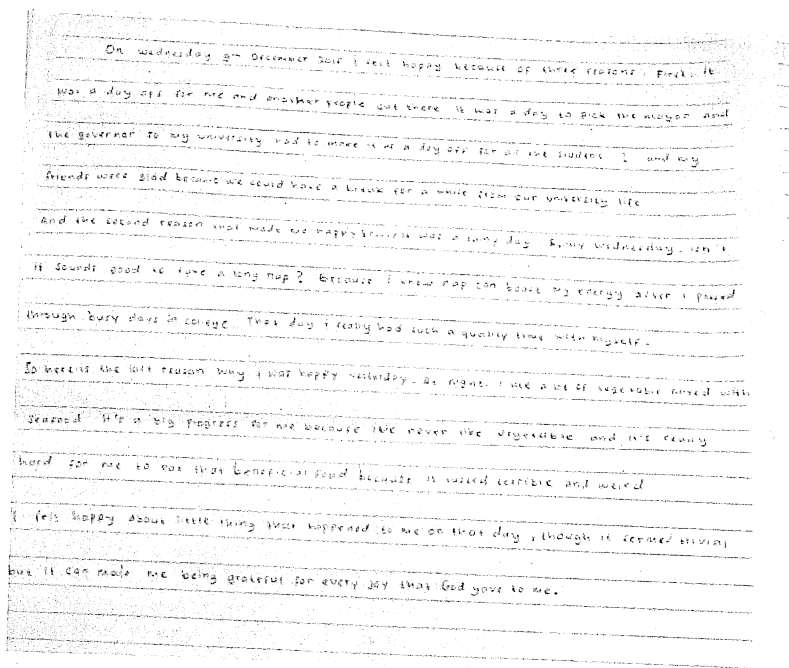 On wednesday 9th December 2015 I felt happy because of three reasons. First, it
was a day off for me and another people out there it was a day to pick the mayor and
the governor so my university had to make it as a day off for all the student ! and my
friends were glad because we could have a break for a while from our university life
And the second reason that made me happy it was a day wednesday. isn't
it sounds good to take a long nap? Because I knew nap can boost my energy after I passed
through busy days in college. That day I really had such a quality time with myself.
So here is the last reason why I was happy yesterday. At night. I ate a lot of vegetable mixed with
seafood it's a big progress for me because I've never like vegetable and it's really
hard for me to eat that beneficial food because it tasted terrible and weird
I felt happy about little thing that happened to me on that day, though it seemed trivial
but it can made me being grateful for every joy that God gave to me.